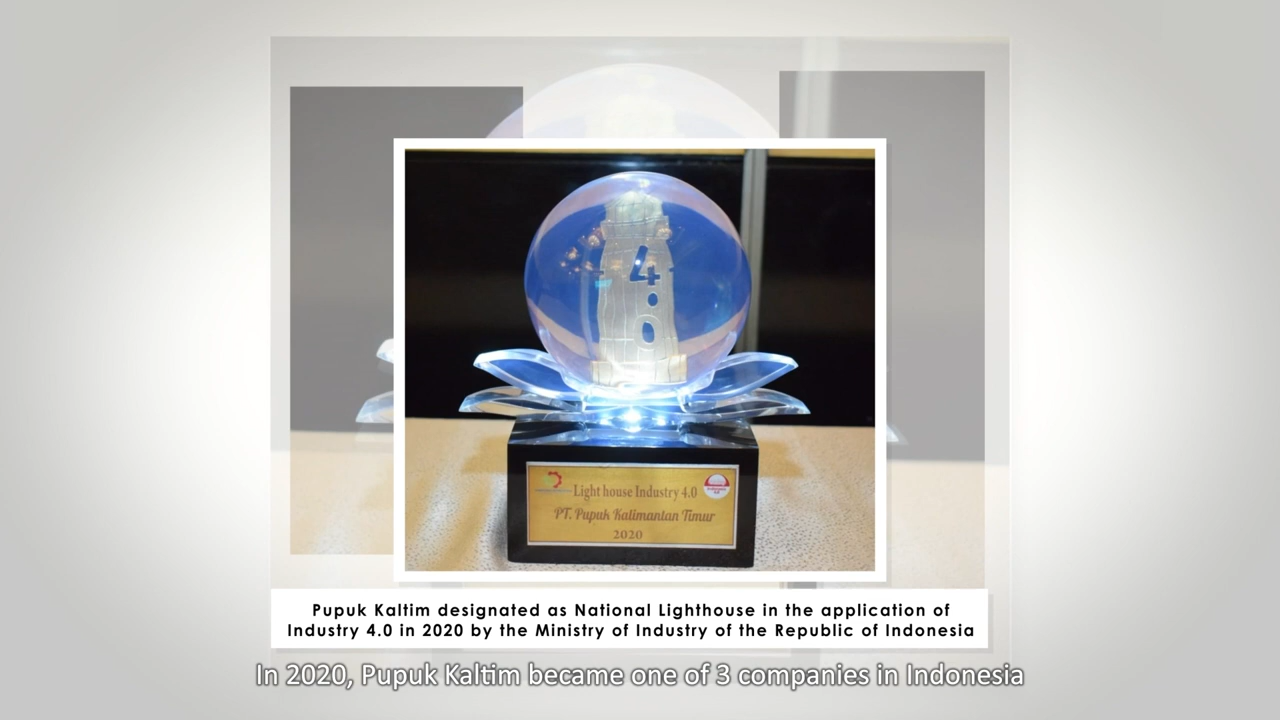 4.0
Light house Industry 4.0
PT. Pupuk Kalimantan Timur
2020
Pupuk Kaltim designated as National Lighthouse in the application of
Industry 4.0 in 2020 by the Ministry of Industry of the Republic of Indonesia
In 2020, Pupuk Kaltim became one of 3 companies in Indonesia